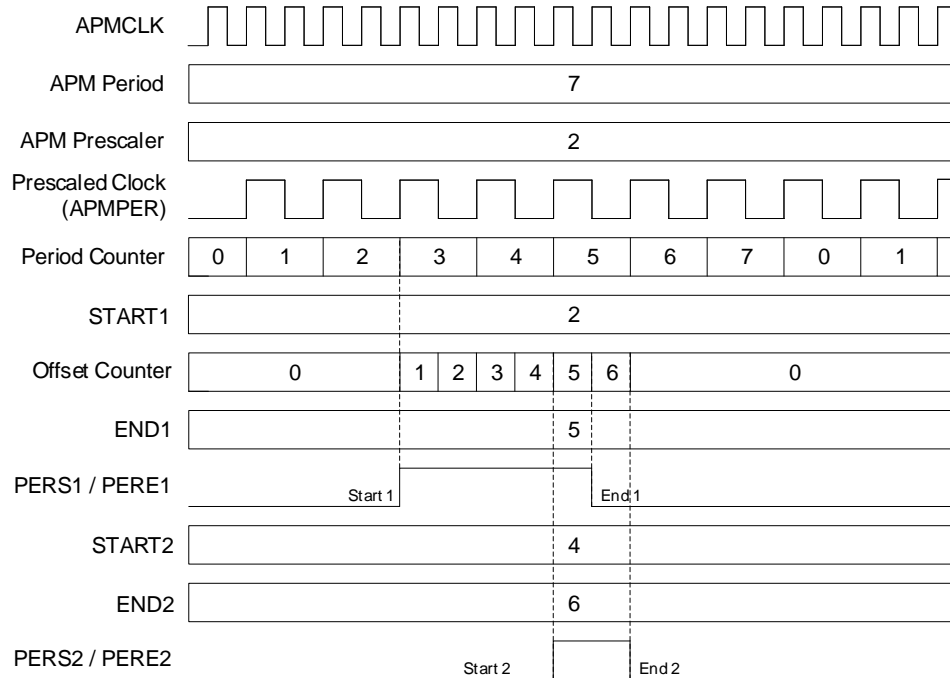 APMCLK
APM Period 7
APM Prescaler 2
Prescaled Clock
(APMPER)
Period Counter 0 1 2 3 4 5 6 7 0 1
START1 2
Offset Counter 0 1 2 3 4 5 6 0
END1 5
PERS1 / PERE1 Start 1 End 1
START2 4
END2 6
PERS2 / PERE2 Start 2 End 2